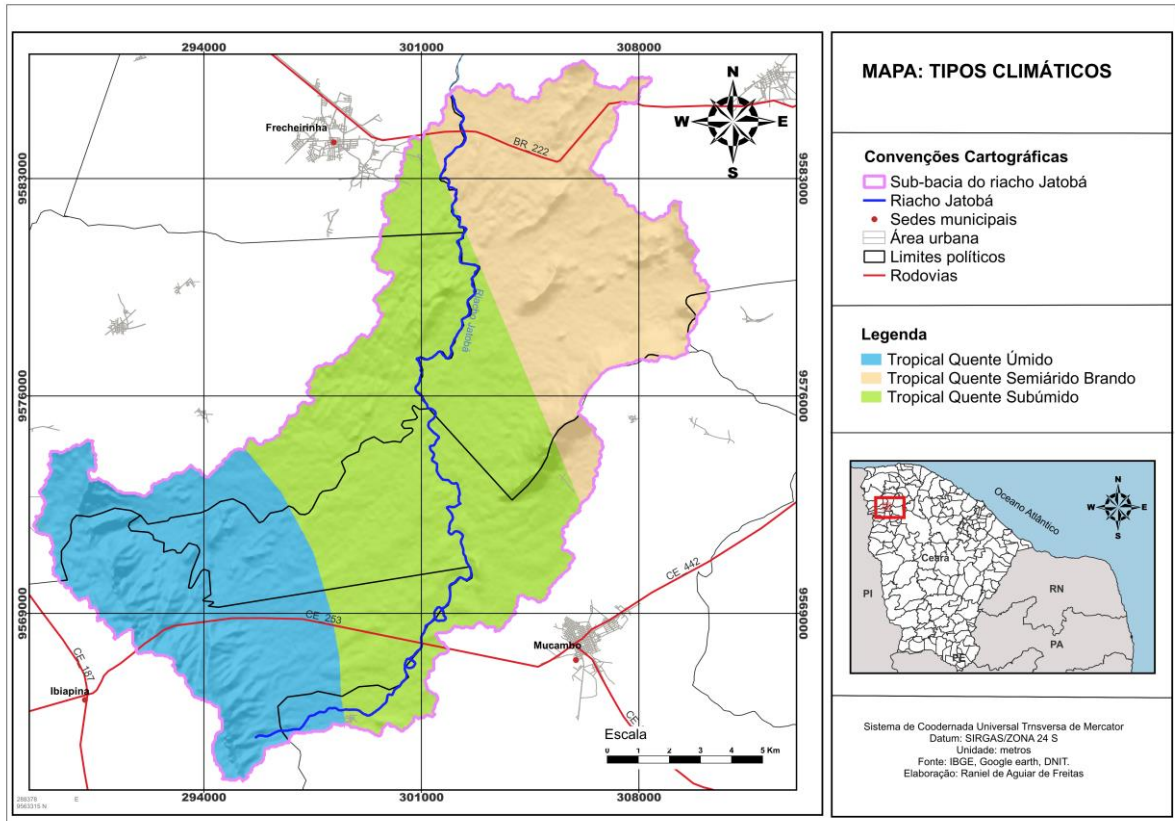 294000
301000
308000
Frecheirinha
BR 222
N
W
E
S
9583000
9583000
Riacho Jatobá
9576000
9576000
9569000
9569000
CE 442
CE 253
CE 187
Mucambo
Ibiapina
CE
Escala
0 1 2 3 4 5 Km
294000
301000
308000
MAPA: TIPOS CLIMÁTICOS
Convenções Cartográficas
Sub-bacia do riacho Jatobá
Riacho Jatobá
Sedes municipais
Área urbana
Limites políticos
Rodovias
Legenda
Tropical Quente Úmido
Tropical Quente Semiárido Brando
Tropical Quente Subúmido
N
W
E
S
Oceano Atlântico
Ceará
PI
RN
PA
PE
Sistema de Coodernada Universal Trnsversa de Mercator
Datum: SIRGAS/ZONA 24 S
Unidade: metros
Fonte: IBGE, Google earth, DNIT.
Elaboração: Raniel de Aguiar de Freitas